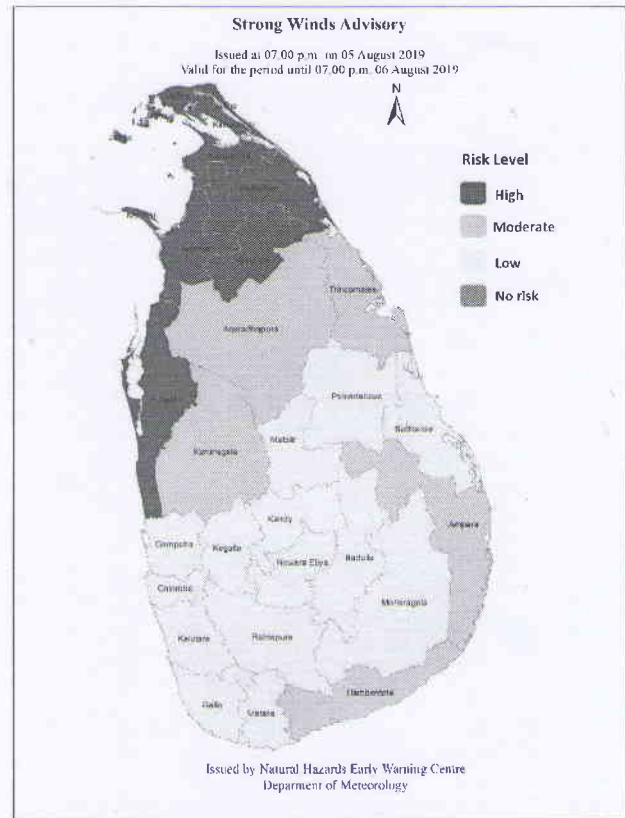 Strong Winds Advisory
Issued at 07.00 p.m. on 05 August 2019
Valid for the period until 07.00 p.m. 06 August 2019
N
Risk Level
High
Moderate
Low
No risk
Trincomalee
Anuradhapura
Polonnaruwa
Batticaloa
Matale
Kurunegala
Ampara
Kandy
Gampaha
Kegalle
Nuwara Eliya
Badulla
Colombo
Moneragala
Kalutara
Ratnapura
Hambantota
Galle
Matara
Issued by Natural Hazards Early Warning Centre
Deparment of Meteorology